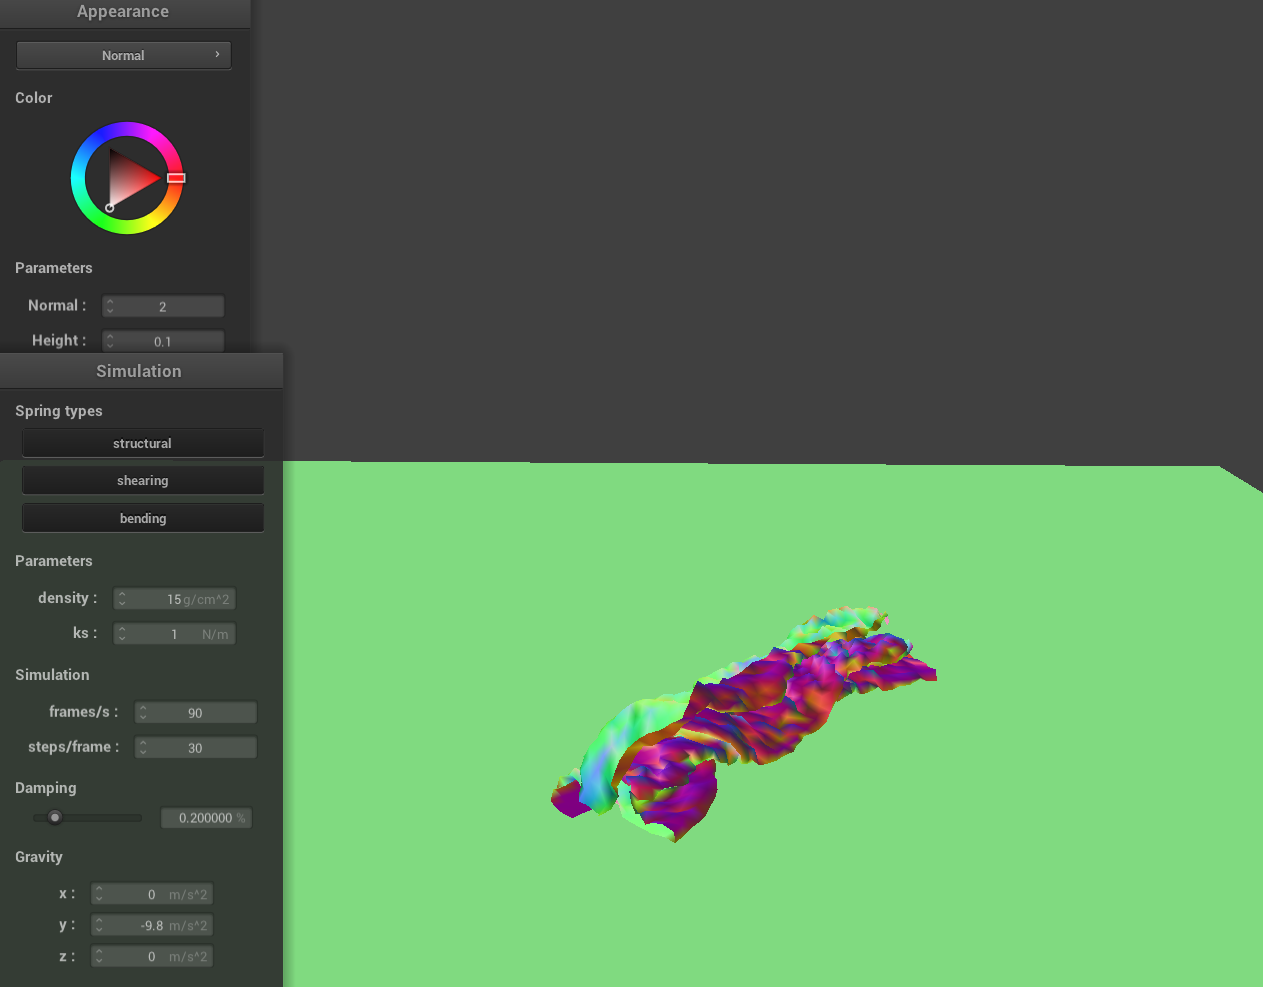 Appearance
Normal ›
Color
Parameters
Normal : 2
Height : 0.1
Simulation
Spring types
structural
shearing
bending
Parameters
density : 15 g/cm^2
ks : 1 N/m
Simulation
frames/s : 90
steps/frame : 30
Damping
0.200000 %
Gravity
x : 0 m/s^2
y : -9.8 m/s^2
z : 0 m/s^2